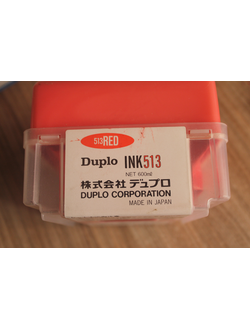 513RED
Duplo INK513
NET 600ml
株式会社 デュプロ
DUPLO CORPORATION
MADE IN JAPAN